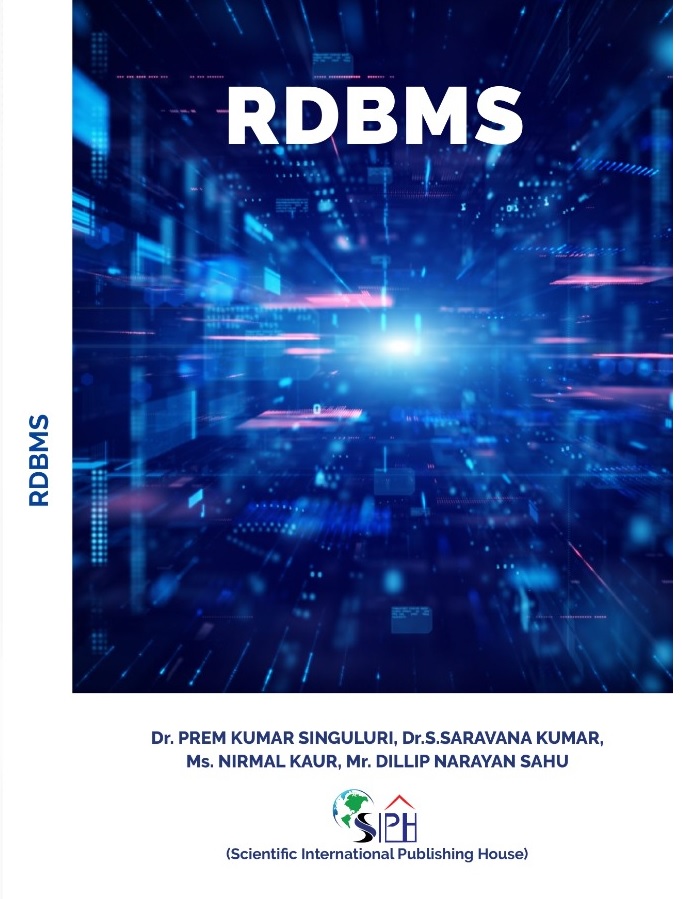 RDBMS
RDBMS
Dr. PREM KUMAR SINGULURI, Dr.S.SARAVANA KUMAR,
Ms. NIRMAL KAUR, Mr. DILLIP NARAYAN SAHU
SIPH
(Scientific International Publishing House)